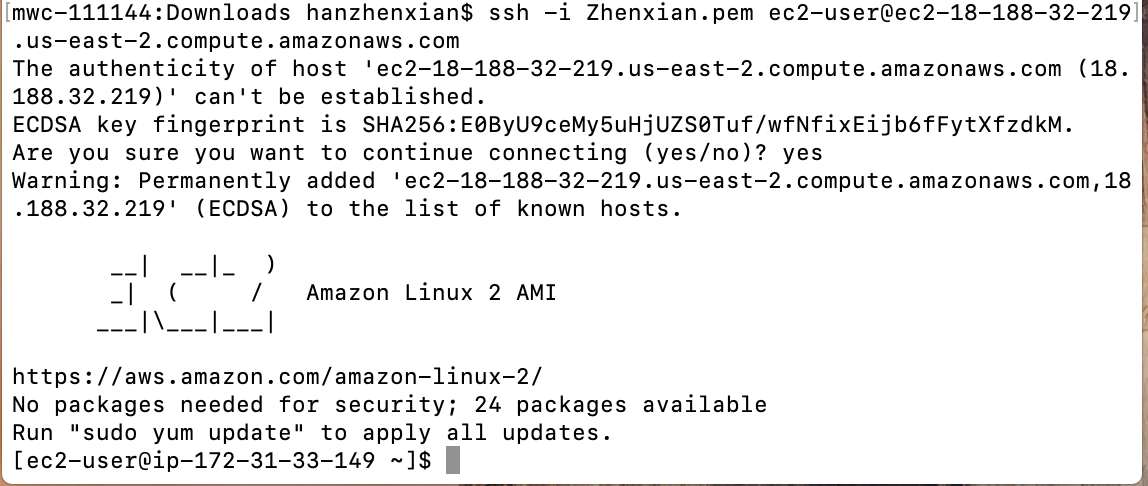 [mwc-111144:Downloads hanzhenxian$ ssh -i Zhenxian.pem ec2-user@ec2-18-188-32-219]
.us-east-2.compute.amazonaws.com
The authenticity of host 'ec2-18-188-32-219.us-east-2.compute.amazonaws.com (18.
188.32.219)' can't be established.
ECDSA key fingerprint is SHA256:E0ByU9ceMy5uHjUZS0Tuf/wfNfixEijb6fFytXfzdkM.
Are you sure you want to continue connecting (yes/no)? yes
Warning: Permanently added 'ec2-18-188-32-219.us-east-2.compute.amazonaws.com,18
.188.32.219' (ECDSA) to the list of known hosts.

       __|  __|_  )
       _|  (     /   Amazon Linux 2 AMI
      ___|\___|___|

https://aws.amazon.com/amazon-linux-2/
No packages needed for security; 24 packages available
Run "sudo yum update" to apply all updates.
[ec2-user@ip-172-31-33-149 ~]$